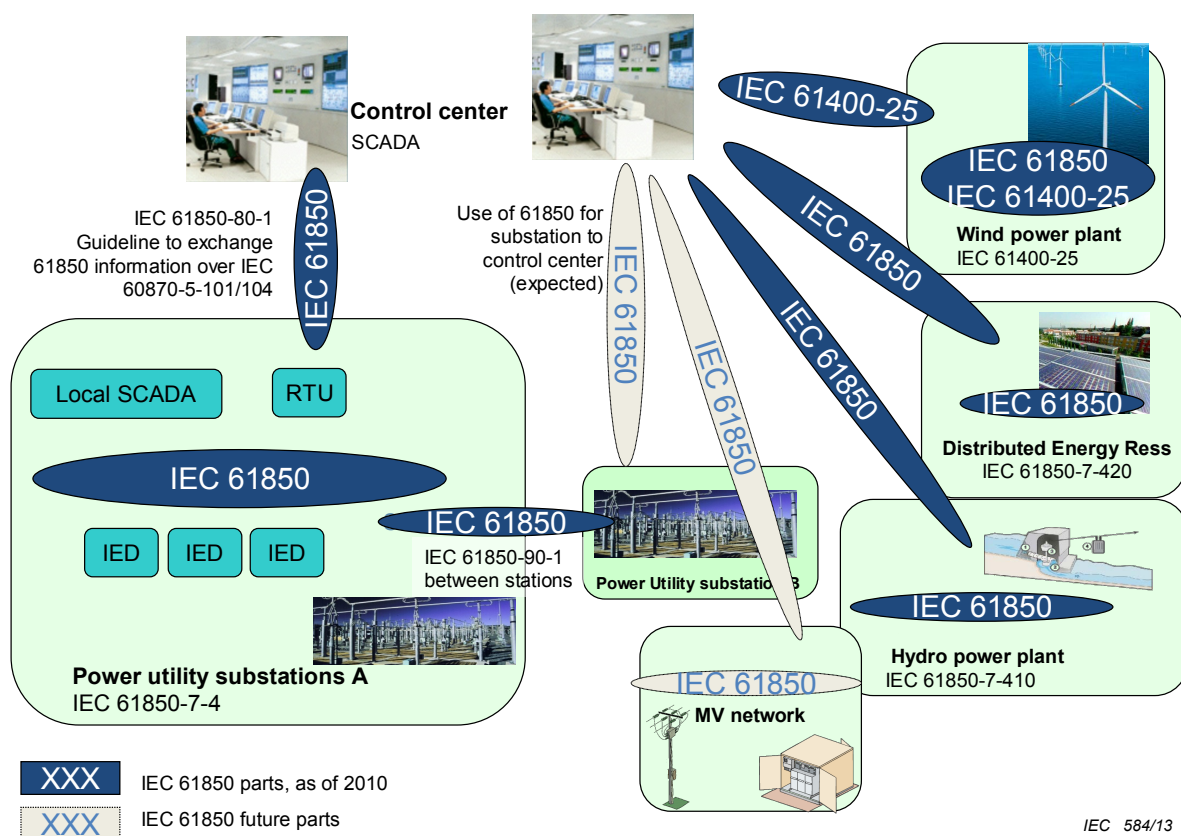 Control center
SCADA
IEC 61850-80-1
Guideline to exchange
61850 information over IEC
60870-5-101/104
IEC 61850
Use of 61850 for
substation to
control center
(expected)
IEC 61850
IEC 61850
IEC 61850
IEC 61850
IEC 61400-25
IEC 61850
IEC 61400-25
Wind power plant
IEC 61400-25
IEC 61850
Distributed Energy Ress
IEC 61850-7-420
IEC 61850
Hydro power plant
IEC 61850-7-410
Local SCADA
RTU
IEC 61850
IED
IED
IED
Power utility substations A
IEC 61850-7-4
IEC 61850
IEC 61850-90-1
between stations
Power Utility substations B
IEC 61850
MV network
XXX
IEC 61850 parts, as of 2010
XXX
IEC 61850 future parts
IEC 584/13